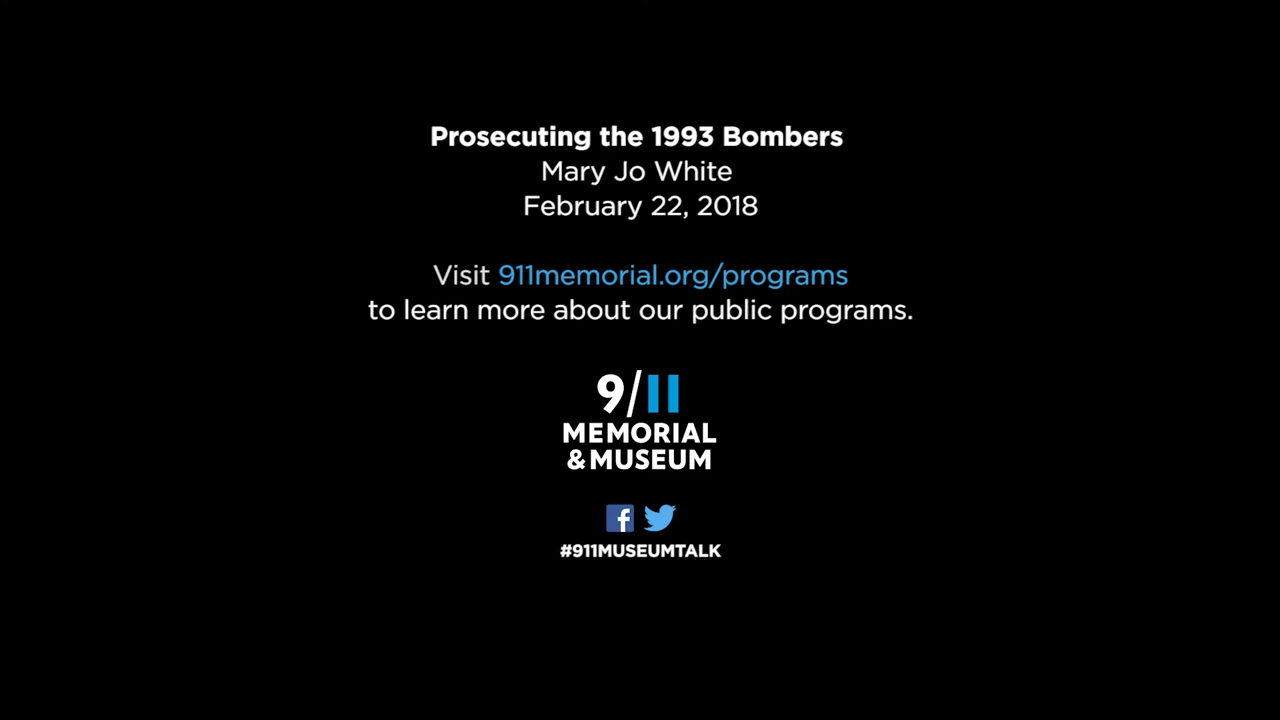 Prosecuting the 1993 Bombers
Mary Jo White
February 22, 2018
Visit 911memorial.org/programs
to learn more about our public programs.
9/11
MEMORIAL
& MUSEUM
#911MUSEUMTALK